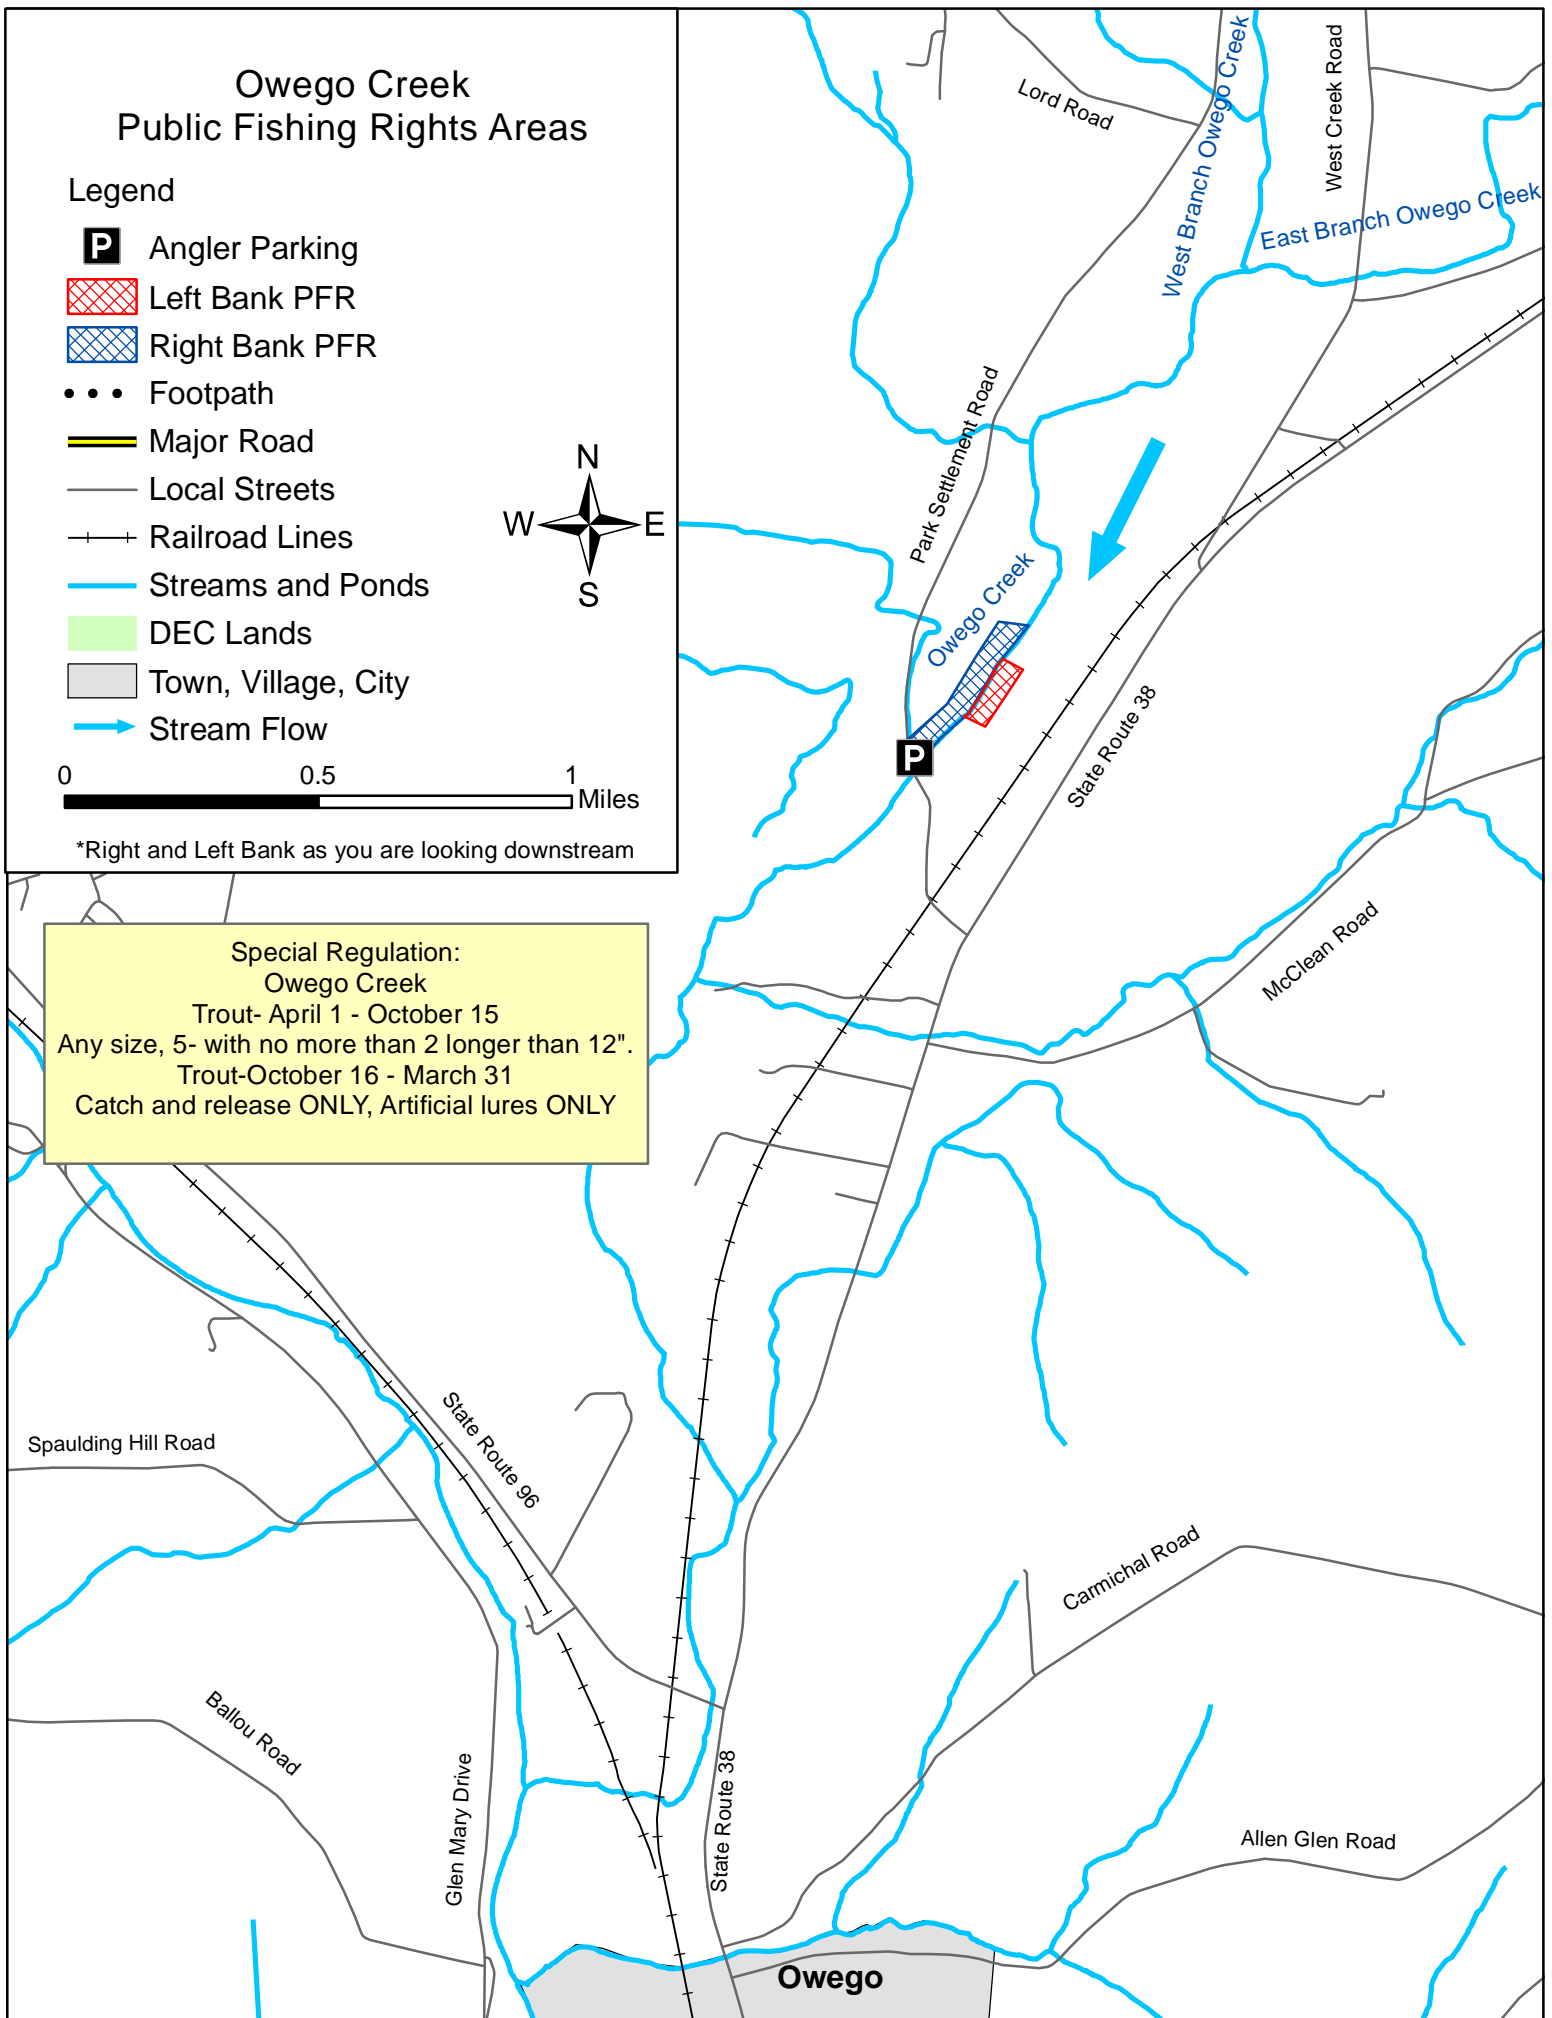 Owego Creek
Public Fishing Rights Areas
Legend
P Angler Parking
Left Bank PFR
Right Bank PFR
Footpath
Major Road
Local Streets
Railroad Lines
Streams and Ponds
DEC Lands
Town, Village, City
Stream Flow
N
W E
S
0 0.5 1
Miles
*Right and Left Bank as you are looking downstream
Special Regulation:
Owego Creek
Trout- April 1 - October 15
Any size, 5- with no more than 2 longer than 12".
Trout-October 16 - March 31
Catch and release ONLY, Artificial lures ONLY
Lord Road
West Branch Owego Creek
West Creek Road
East Branch Owego Creek
Park Settlement Road
Owego Creek
P
State Route 38
McClean Road
State Route 96
Spaulding Hill Road
Carmichal Road
Ballou Road
Glen Mary Drive
State Route 38
Allen Glen Road
Owego